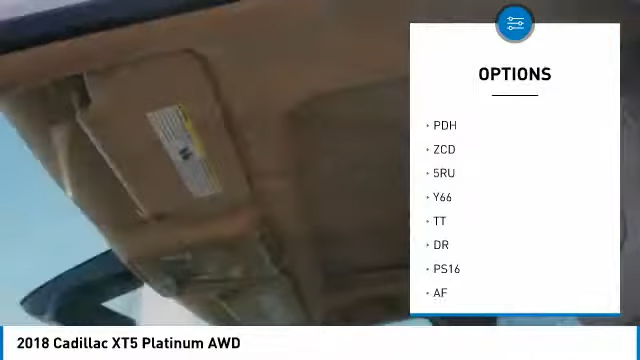 OPTIONS
PDH
ZCD
5RU
Y66
TT
DR
PS16
AF
2018 Cadillac XT5 Platinum AWD